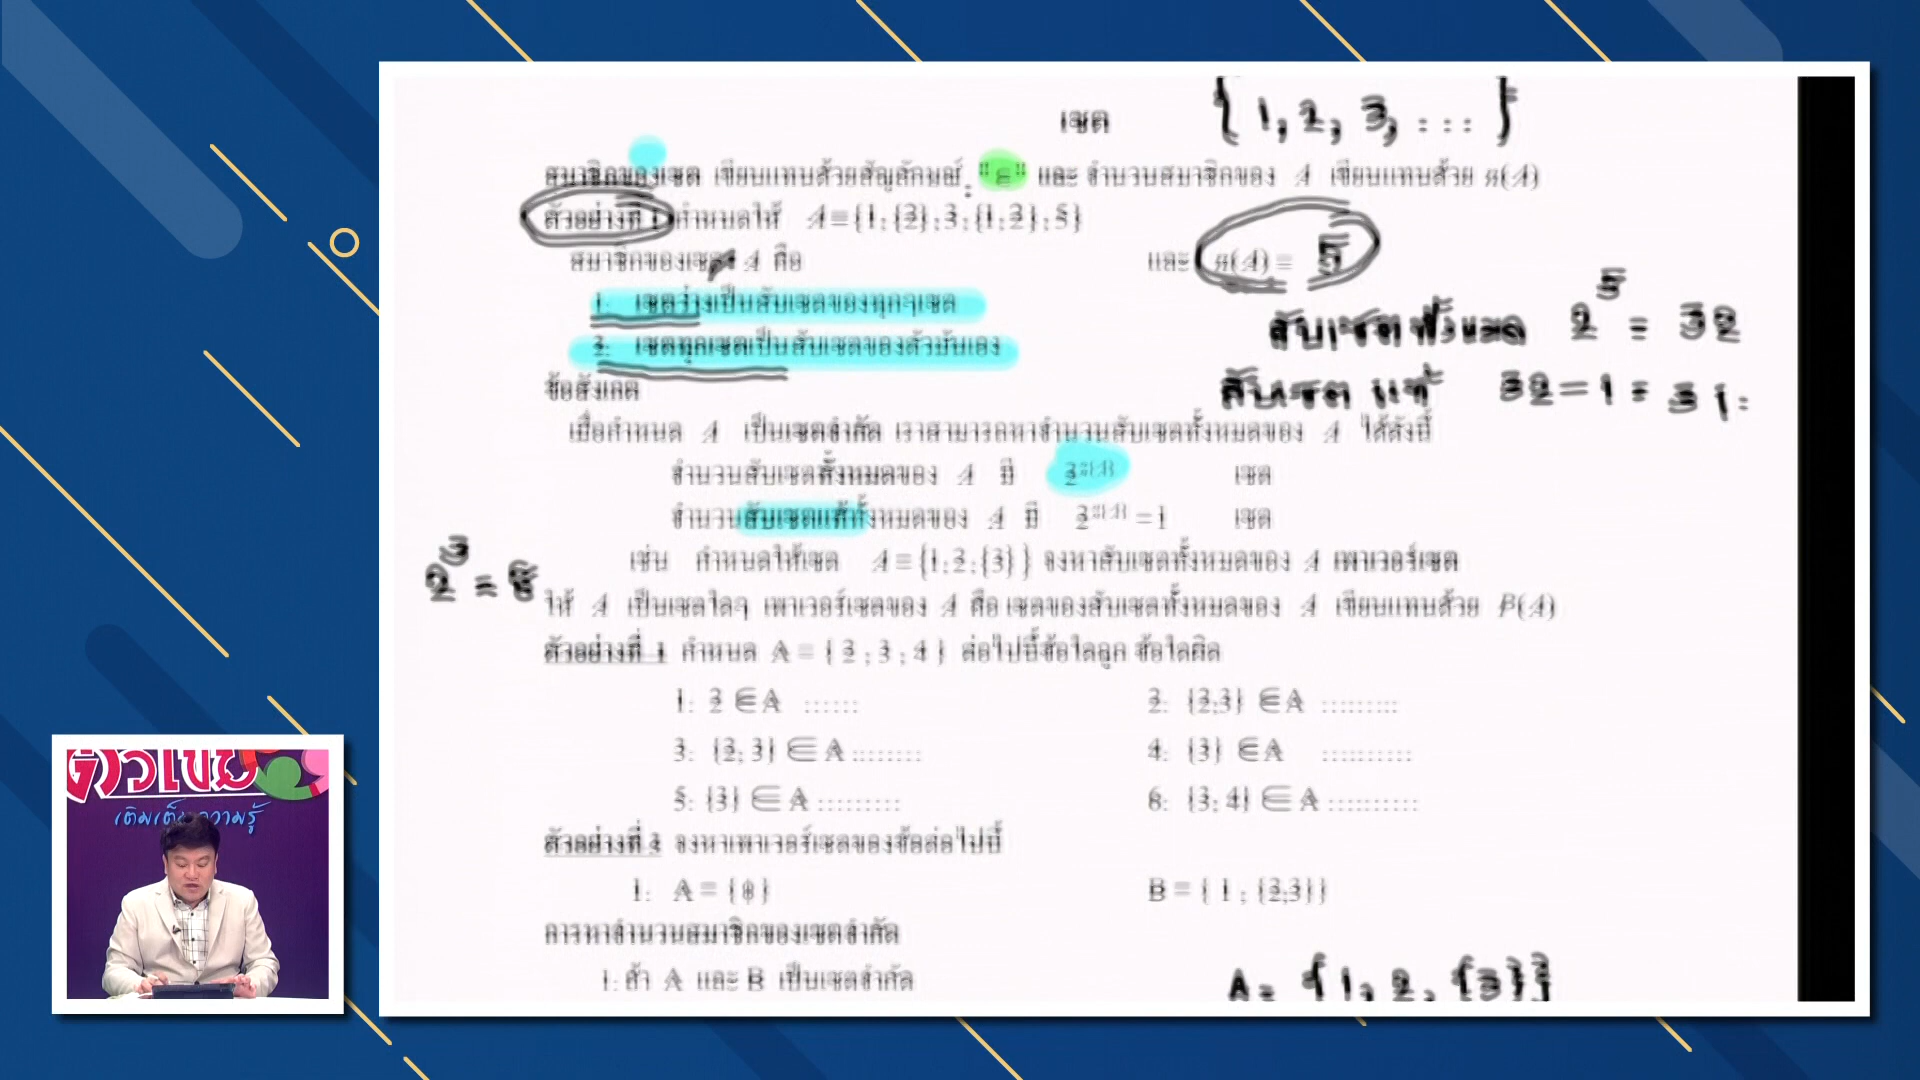 เซต { 1, 2, 3, ... }
สมาชิกของเซต เขียนแทนด้วยสัญลักษณ์ "∈" และ จำนวนสมาชิกของ A เขียนแทนด้วย n(A)
ตัวอย่างที่ 1 กำหนดให้ A = {1, {2}, 3, {1, 2}, 5}
สมาชิกของเซต A คือ และ n(A) = 5
1. เซตว่างเป็นสับเซตของทุกๆเซต
2. เซตทุกเซตเป็นสับเซตของตัวมันเอง
สับเซตทั้งหมด 2^5 = 32
สับเซต แท้ 32 – 1 = 31
ข้อสังเกต
เมื่อกำหนด A เป็นเซตจำกัด เราสามารถหาจำนวนสับเซตทั้งหมดของ A ได้ดังนี้
จำนวนสับเซตทั้งหมดของ A มี 2^n(A) เซต
จำนวนสับเซตแท้ทั้งหมดของ A มี 2^n(A) – 1 เซต
เช่น กำหนดให้เซต A = {1, 2, {3} } จงหาสับเซตทั้งหมดของ A เพาเวอร์เซต
2^3 = 8
ให้ A เป็นเซตใดๆ เพาเวอร์เซตของ A คือ เซตของสับเซตทั้งหมดของ A เขียนแทนด้วย P(A)
ตัวอย่างที่ 1 กำหนด A = { 2 , 3 , 4 } ต่อไปนี้ข้อใดถูก ข้อใดผิด
1. 2 ∈ A ...... 2. {2,3} ∈ A .........
3. {2, 3} ⊂ A ........ 4. {3} ∈ A ..........
5. {3} ⊂ A ......... 6. {3, 4} ⊂ A ..........
จงหาเพาเวอร์เซตของข้อต่อไปนี้
1. A = { } B = { 1 , {2,3}}
การหาจำนวนสมาชิกของเซตจำกัด
1. ถ้า A และ B เป็นเซตจำกัด
A = {1, 2, {3}}
ติวเข้ม
เติมเต็มความรู้